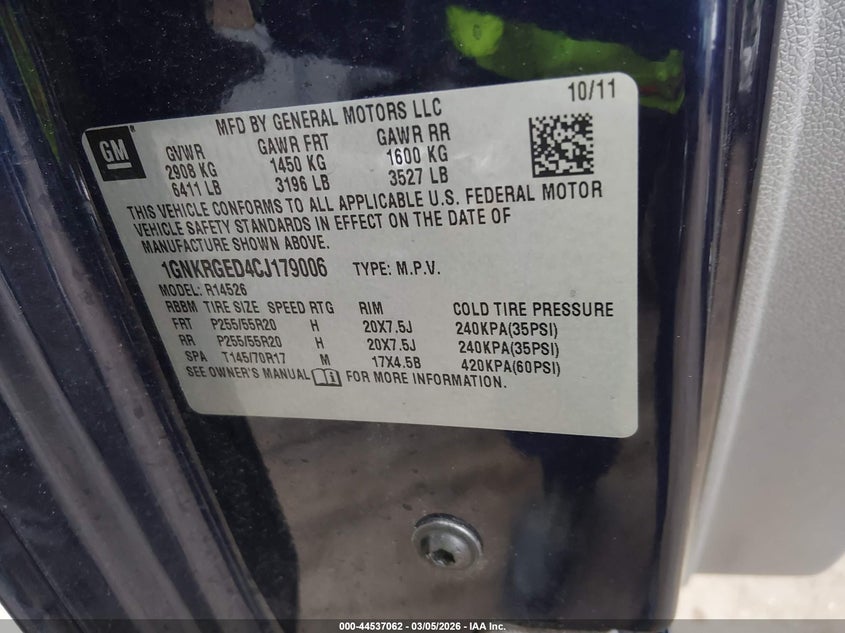 10/11
MFD BY GENERAL MOTORS LLC
GM
GVWR GAWR FRT GAWR RR
2908 KG 1450 KG 1600 KG
6411 LB 3196 LB 3527 LB
THIS VEHICLE CONFORMS TO ALL APPLICABLE U.S. FEDERAL MOTOR
VEHICLE SAFETY STANDARDS IN EFFECT ON THE DATE OF
MANUFACTURE SHOWN ABOVE.
1GNKRGED4CJ179006 TYPE: M.P.V.
MODEL: R14526
RBBM TIRE SIZE SPEED RTG RIM COLD TIRE PRESSURE
FRT P255/55R20 H 20X7.5J 240KPA(35PSI)
RR P255/55R20 H 20X7.5J 240KPA(35PSI)
SPA T145/70R17 M 17X4.5B 420KPA(60PSI)
SEE OWNER'S MANUAL FOR MORE INFORMATION.
000-44537062 - 03/05/2026 - IAA Inc.